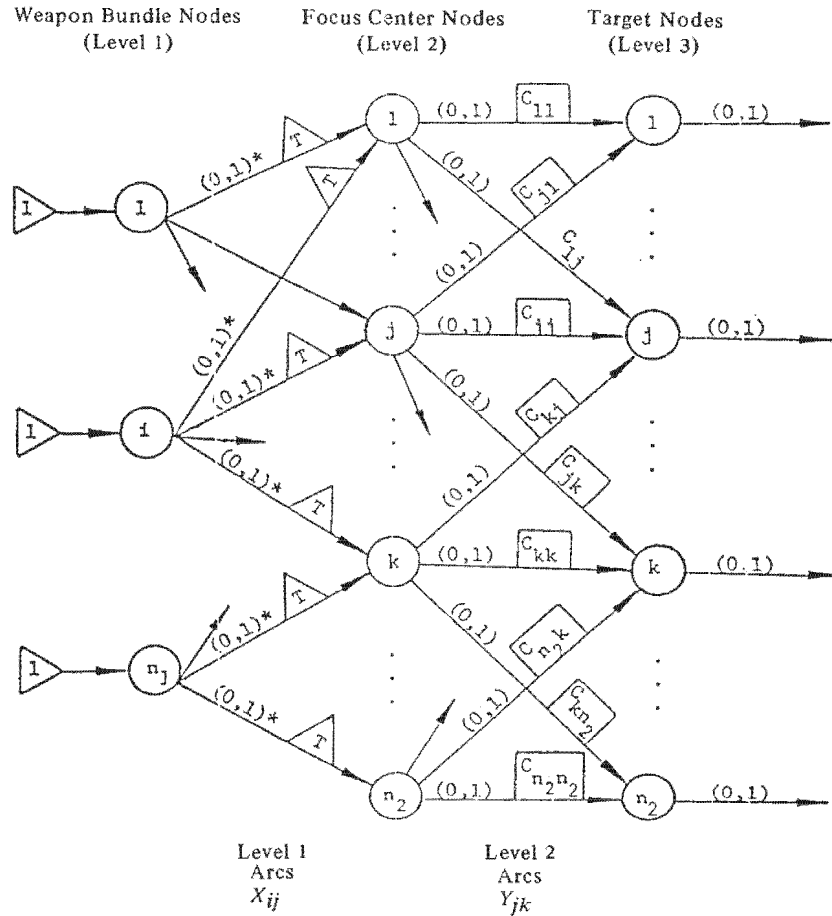 Weapon Bundle Nodes
(Level 1)
Focus Center Nodes
(Level 2)
Target Nodes
(Level 3)
1
(0,1)*
T
T
1
(0,1)
C11
1
(0,1)
1
(0,1)
Cj1
C1j
(0,1)
(0,1)*
(0,1)*
T
j
(0,1)
Cjj
j
(0,1)
1
i
(0,1)
Ckj
Cjk
(0,1)*
T
(0,1)
k
(0,1)
Ckk
k
(0.1)
1
nj
(0,1)*
T
(0,1)
Cn2k
Ckn2
(0,1)*
T
(0,1)
n2
(0,1)
Cn2n2
n2
(0,1)
Level 1
Arcs
Xij
Level 2
Arcs
Yjk